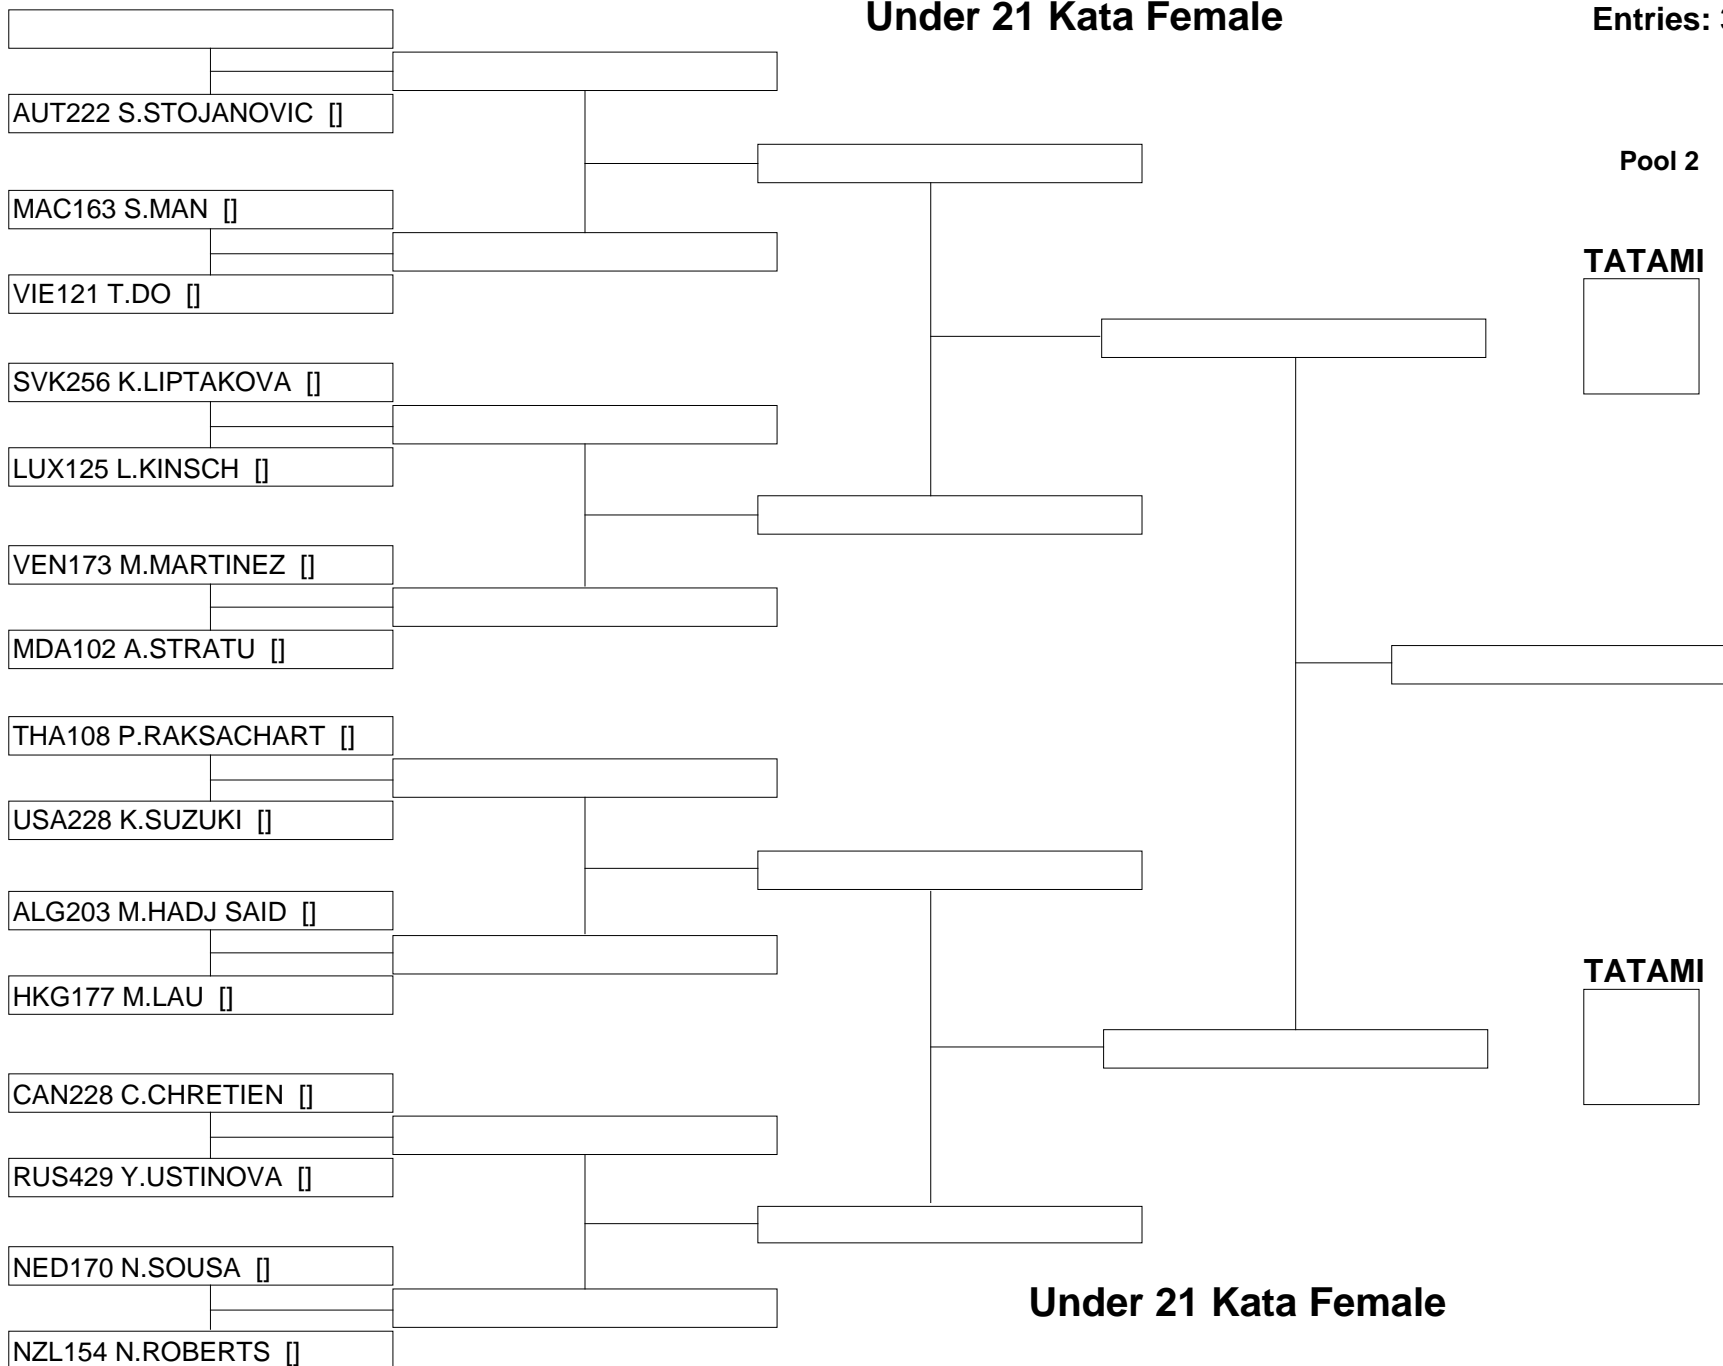 Under 21 Kata Female
Entries: 3
AUT222 S.STOJANOVIC []
Pool 2
MAC163 S.MAN []
TATAMI
VIE121 T.DO []
SVK256 K.LIPTAKOVA []
LUX125 L.KINSCH []
VEN173 M.MARTINEZ []
MDA102 A.STRATU []
THA108 P.RAKSACHART []
USA228 K.SUZUKI []
ALG203 M.HADJ SAID []
TATAMI
HKG177 M.LAU []
CAN228 C.CHRETIEN []
RUS429 Y.USTINOVA []
NED170 N.SOUSA []
Under 21 Kata Female
NZL154 N.ROBERTS []